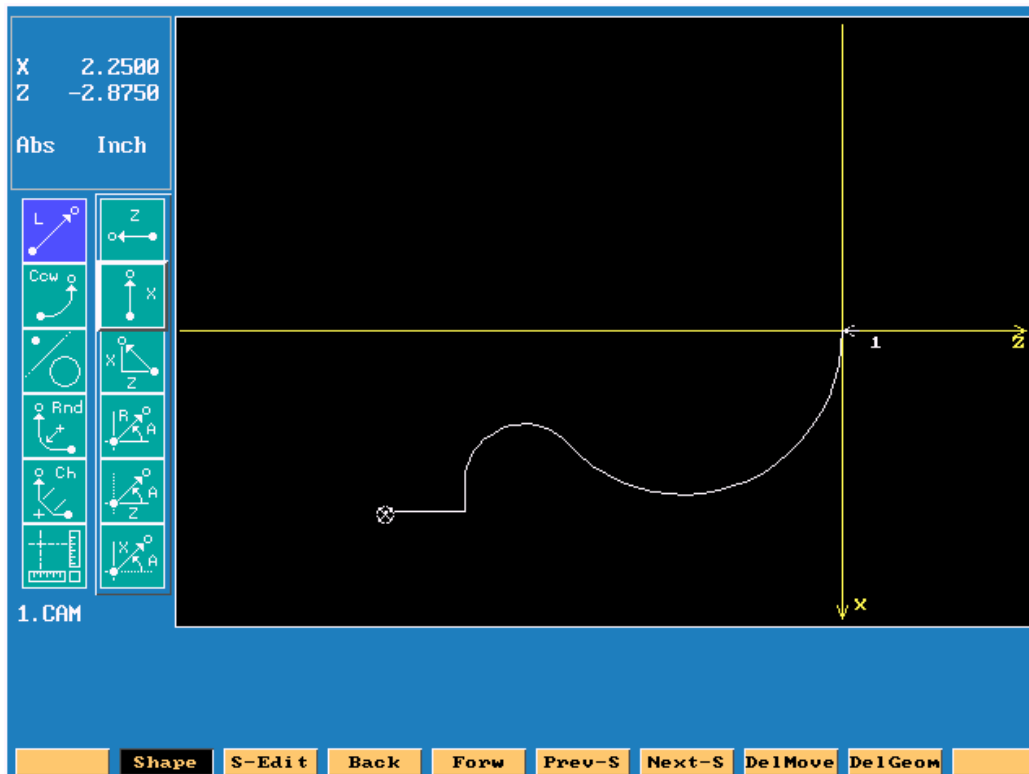 X 2.2500
Z -2.8750
Abs Inch
L
Z
Ccw
X
X
Z
Rnd
R
A
Ch
A
Z
X
A
1
Z
X
1.CAM
Shape S-Edit Back Forw Prev-S Next-S DelMove DelGeom